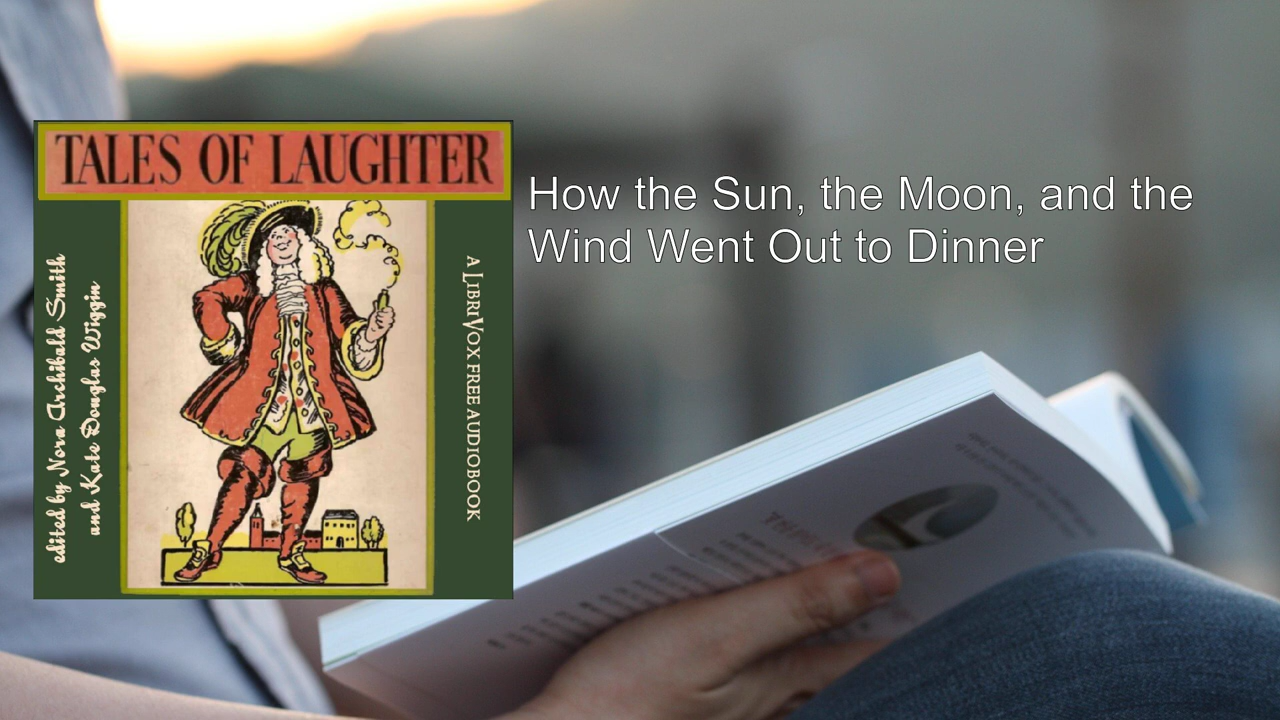 TALES OF LAUGHTER
edited by Nora Archibald Smith
and Kate Douglas Wiggin
A LIBRIVOX FREE AUDIOBOOK
How the Sun, the Moon, and the
Wind Went Out to Dinner